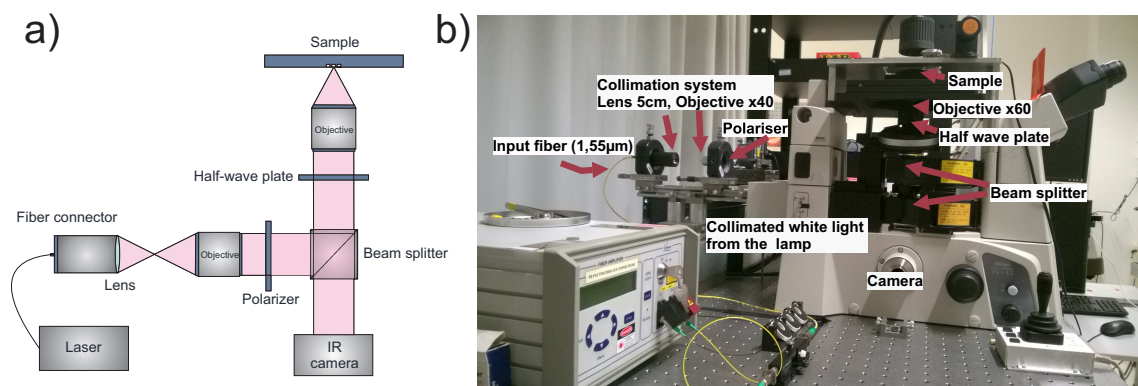 a)
Sample
Objective
Half-wave plate
Fiber connector
Objective
Beam splitter
Lens
Polarizer
Laser
IR
camera
b)
Sample
Collimation system
Lens 5cm, Objective x40
Objective x60
Polariser
Half wave plate
Input fiber (1,55µm)
Beam splitter
Collimated white light
from the lamp
Camera
FIBER AMPLIFIER